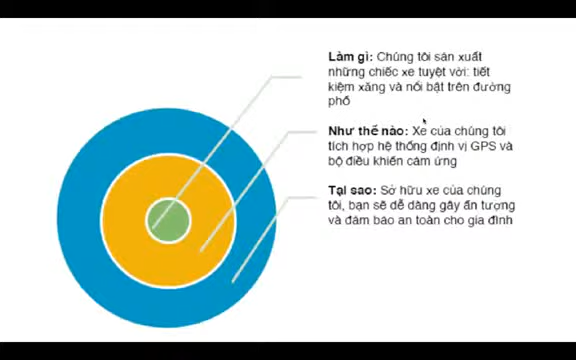 Làm gì: Chúng tôi sản xuất
những chiếc xe tuyệt vời: tiết
kiệm xăng và nổi bật trên đường
phố
Như thế nào: Xe của chúng tôi
tích hợp hệ thống định vị GPS và
bộ điều khiển cảm ứng
Tại sao: Sở hữu xe của chúng
tôi, bạn sẽ dễ dàng gây ấn tượng
và đảm bảo an toàn cho gia đình